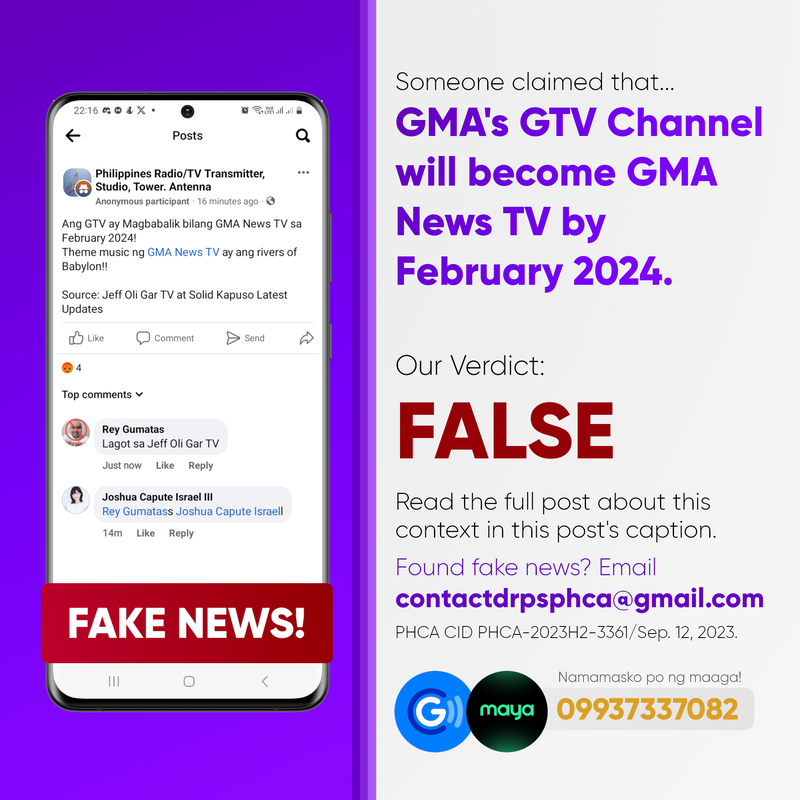 22:16
Posts
Philippines Radio/TV Transmitter,
Studio, Tower. Antenna
Anonymous participant · 16 minutes ago ·
Ang GTV ay Magbabalik bilang GMA News TV sa
February 2024!
Theme music ng GMA News TV ay ang rivers of
Babylon!!
Source: Jeff Oli Gar TV at Solid Kapuso Latest
Updates
Like Comment Send
4
Top comments
Rey Gumatas
Lagot sa Jeff Oli Gar TV
Just now Like Reply
Joshua Capute Israel III
Rey Gumatass Joshua Capute Israell
14m Like Reply
FAKE NEWS!
Someone claimed that...
GMA's GTV Channel
will become GMA
News TV by
February 2024.
Our Verdict:
FALSE
Read the full post about this
context in this post's caption.
Found fake news? Email
contactdrpsphca@gmail.com
PHCA CID PHCA-2023H2-3361/Sep. 12, 2023.
Namamasko po ng maaga!
G maya 09937337082